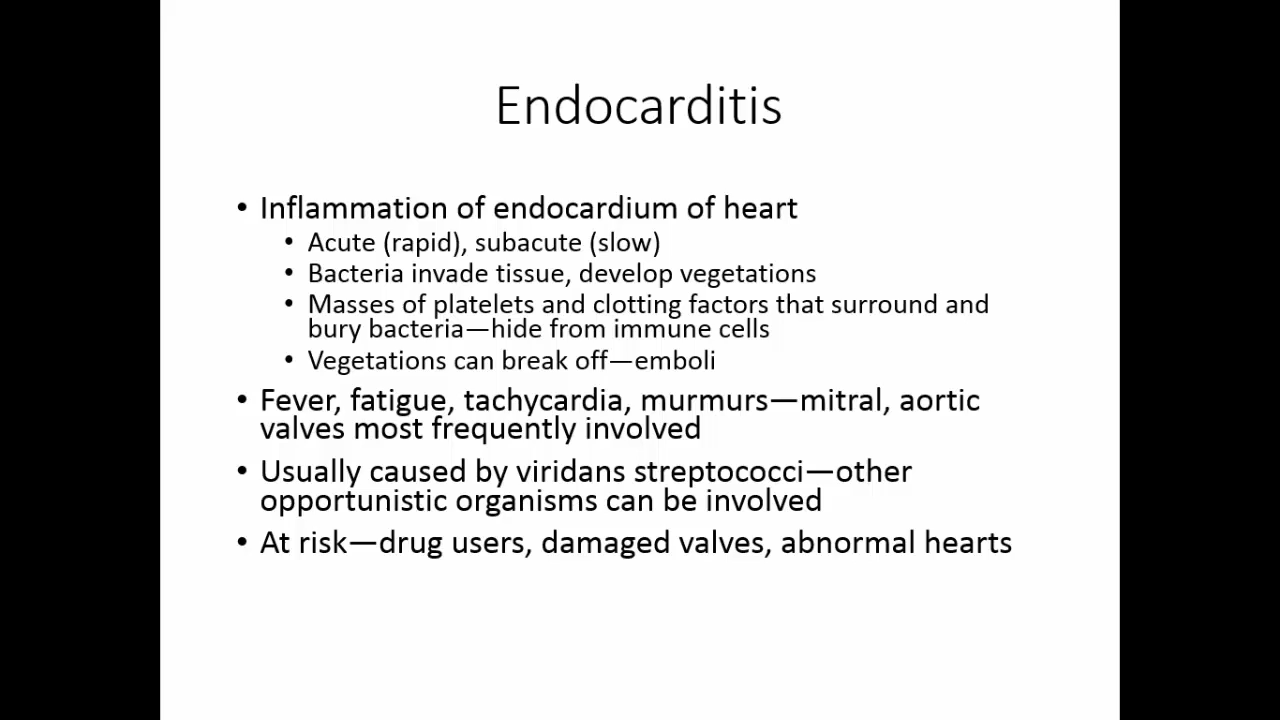 Endocarditis
• Inflammation of endocardium of heart
• Acute (rapid), subacute (slow)
• Bacteria invade tissue, develop vegetations
• Masses of platelets and clotting factors that surround and
bury bacteria—hide from immune cells
• Vegetations can break off—emboli
• Fever, fatigue, tachycardia, murmurs—mitral, aortic
valves most frequently involved
• Usually caused by viridans streptococci—other
opportunistic organisms can be involved
• At risk—drug users, damaged valves, abnormal hearts